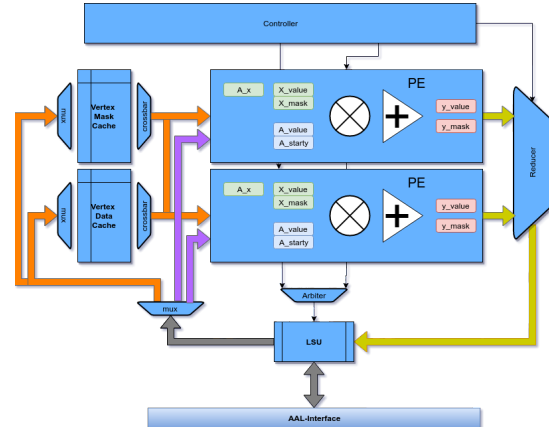 Controller
PE
A_x
X_value
X_mask
y_value
y_mask
A_value
A_starty
mux
Vertex
Mask
Cache
crossbar
Reducer
PE
A_x
X_value
X_mask
y_value
y_mask
A_value
A_starty
mux
Vertex
Data
Cache
crossbar
mux
Arbiter
LSU
AAL-Interface